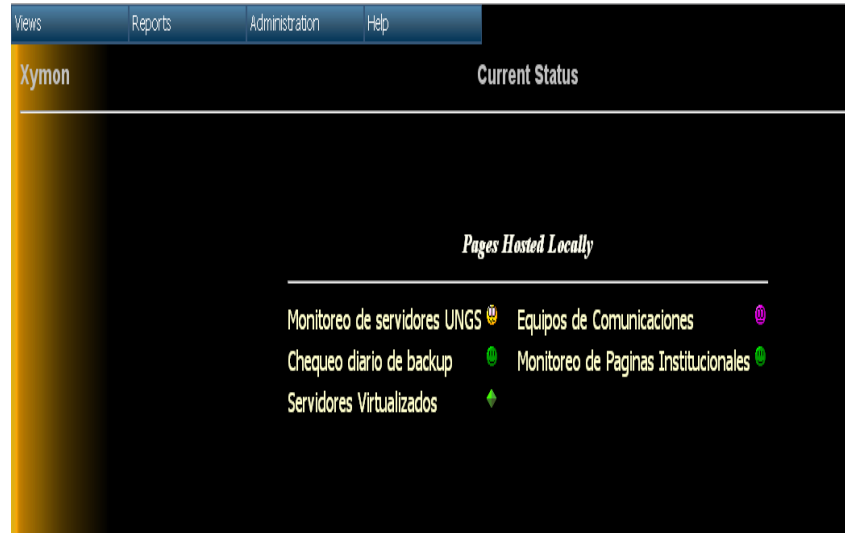 Views Reports Administration Help
Xymon Current Status
Pages Hosted Locally
Monitoreo de servidores UNGS Equipos de Comunicaciones
Chequeo diario de backup Monitoreo de Paginas Institucionales
Servidores Virtualizados